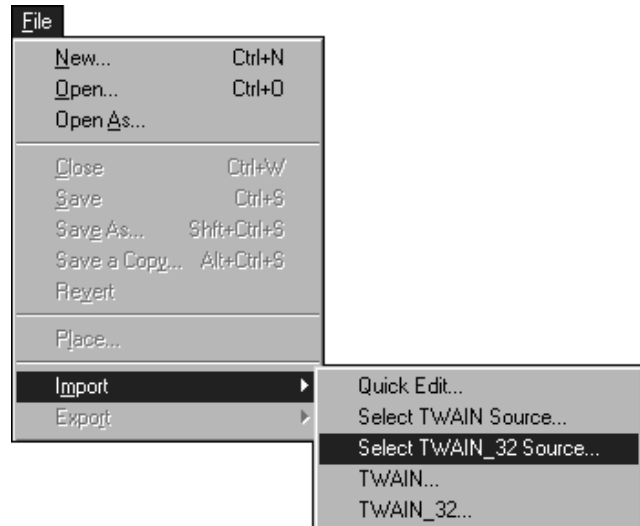 File
New... Ctrl+N
Open... Ctrl+O
Open As...
Close Ctrl+W
Save Ctrl+S
Save As... Shft+Ctrl+S
Save a Copy... Alt+Ctrl+S
Revert
Place...
Import
Export
Quick Edit...
Select TWAIN Source...
Select TWAIN_32 Source...
TWAIN...
TWAIN_32...